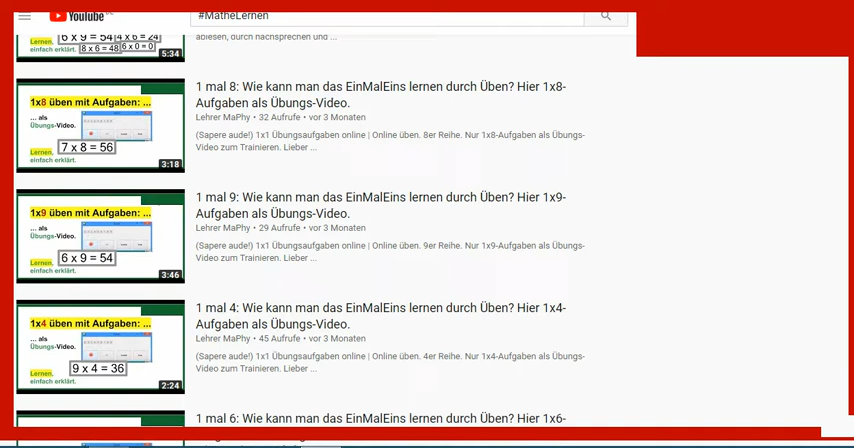 YouTube DE
#MatheLernen
6 x 9 = 54
4 x 6 = 24
8 x 6 = 48
6 x 0 = 0
Lernen,
einfach erklärt.
5:34
ablesen, durch nachsprechen und ...
1x8 üben mit Aufgaben: ...
... als
Übungs-Video.
7 x 8 = 56
Lernen,
einfach erklärt.
3:18
1 mal 8: Wie kann man das EinMalEins lernen durch Üben? Hier 1x8-
Aufgaben als Übungs-Video.
Lehrer MaPhy • 32 Aufrufe • vor 3 Monaten
(Sapere aude!) 1x1 Übungsaufgaben online | Online üben. 8er Reihe. Nur 1x8-Aufgaben als Übungs-
Video zum Trainieren. Lieber ...
1x9 üben mit Aufgaben: ...
... als
Übungs-Video.
6 x 9 = 54
Lernen,
einfach erklärt.
3:46
1 mal 9: Wie kann man das EinMalEins lernen durch Üben? Hier 1x9-
Aufgaben als Übungs-Video.
Lehrer MaPhy • 29 Aufrufe • vor 3 Monaten
(Sapere aude!) 1x1 Übungsaufgaben online | Online üben. 9er Reihe. Nur 1x9-Aufgaben als Übungs-
Video zum Trainieren. Lieber ...
1x4 üben mit Aufgaben: ...
... als
Übungs-Video.
9 x 4 = 36
Lernen,
einfach erklärt.
2:24
1 mal 4: Wie kann man das EinMalEins lernen durch Üben? Hier 1x4-
Aufgaben als Übungs-Video.
Lehrer MaPhy • 45 Aufrufe • vor 3 Monaten
(Sapere aude!) 1x1 Übungsaufgaben online | Online üben. 4er Reihe. Nur 1x4-Aufgaben als Übungs-
Video zum Trainieren. Lieber ...
1 mal 6: Wie kann man das EinMalEins lernen durch Üben? Hier 1x6-